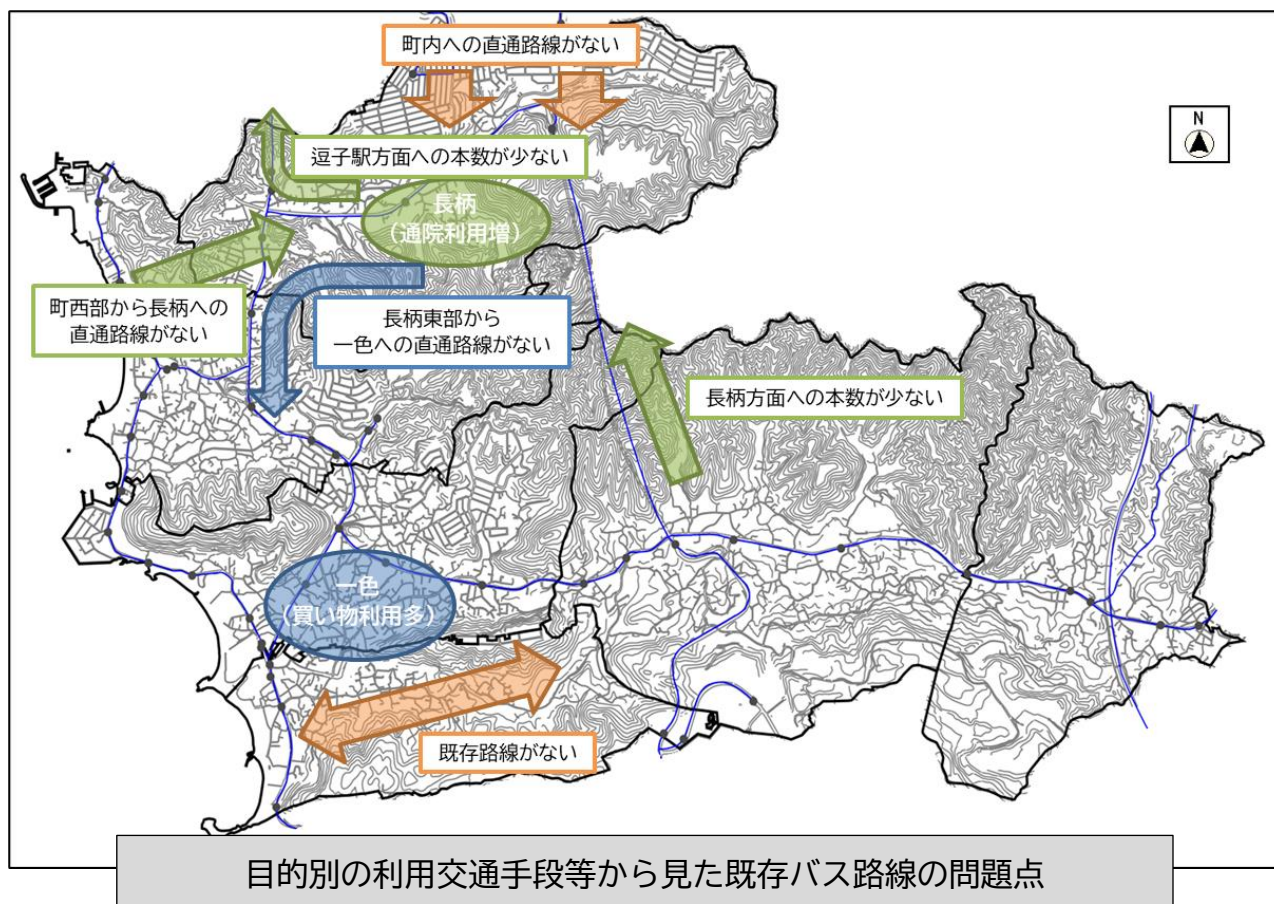 町内への直通路線がない
N
逗子駅方面への本数が少ない
長柄
（通院利用増）
町西部から長柄への
直通路線がない
長柄東部から
一色への直通路線がない
長柄方面への本数が少ない
一色
（買い物利用多）
既存路線がない
目的別の利用交通手段等から見た既存バス路線の問題点